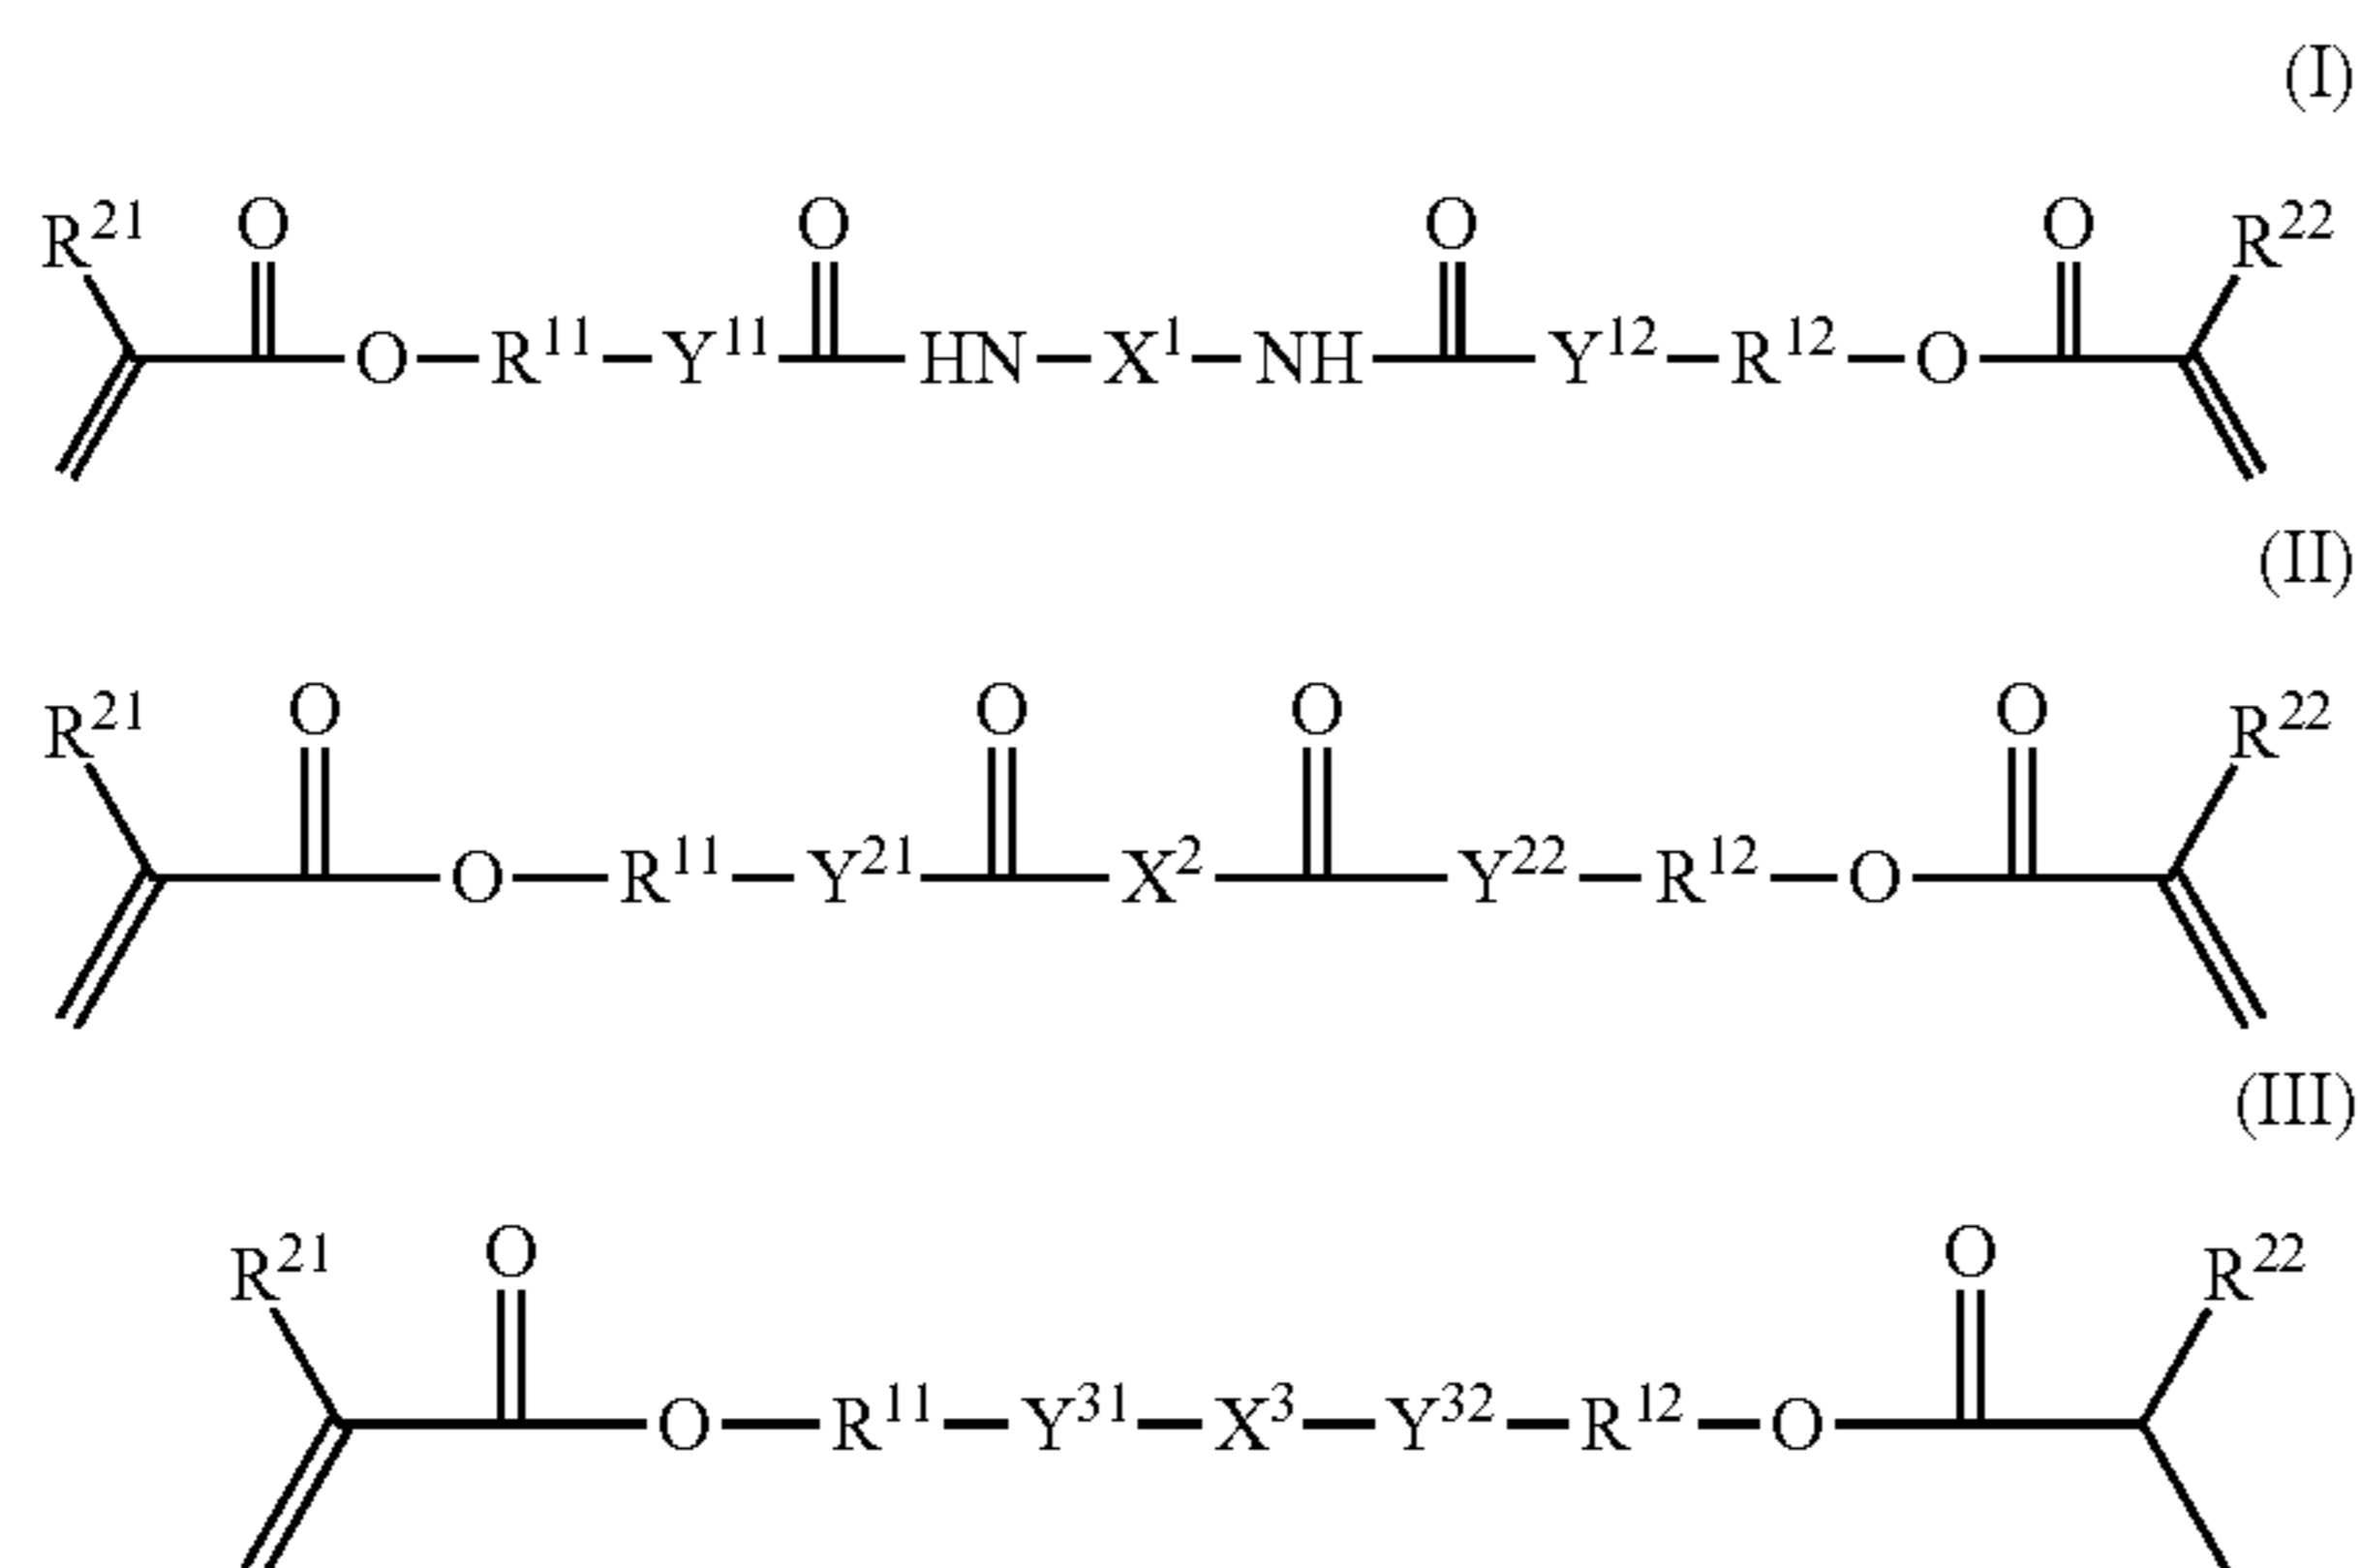 (I)
R21 O O O O R22
O R11 Y11 HN X1 NH Y12 R12 O
(II)
R21 O O O O R22
O R11 Y21 X2 Y22 R12 O
(III)
R21 O O R22
O R11 Y31 X3 Y32 R12 O